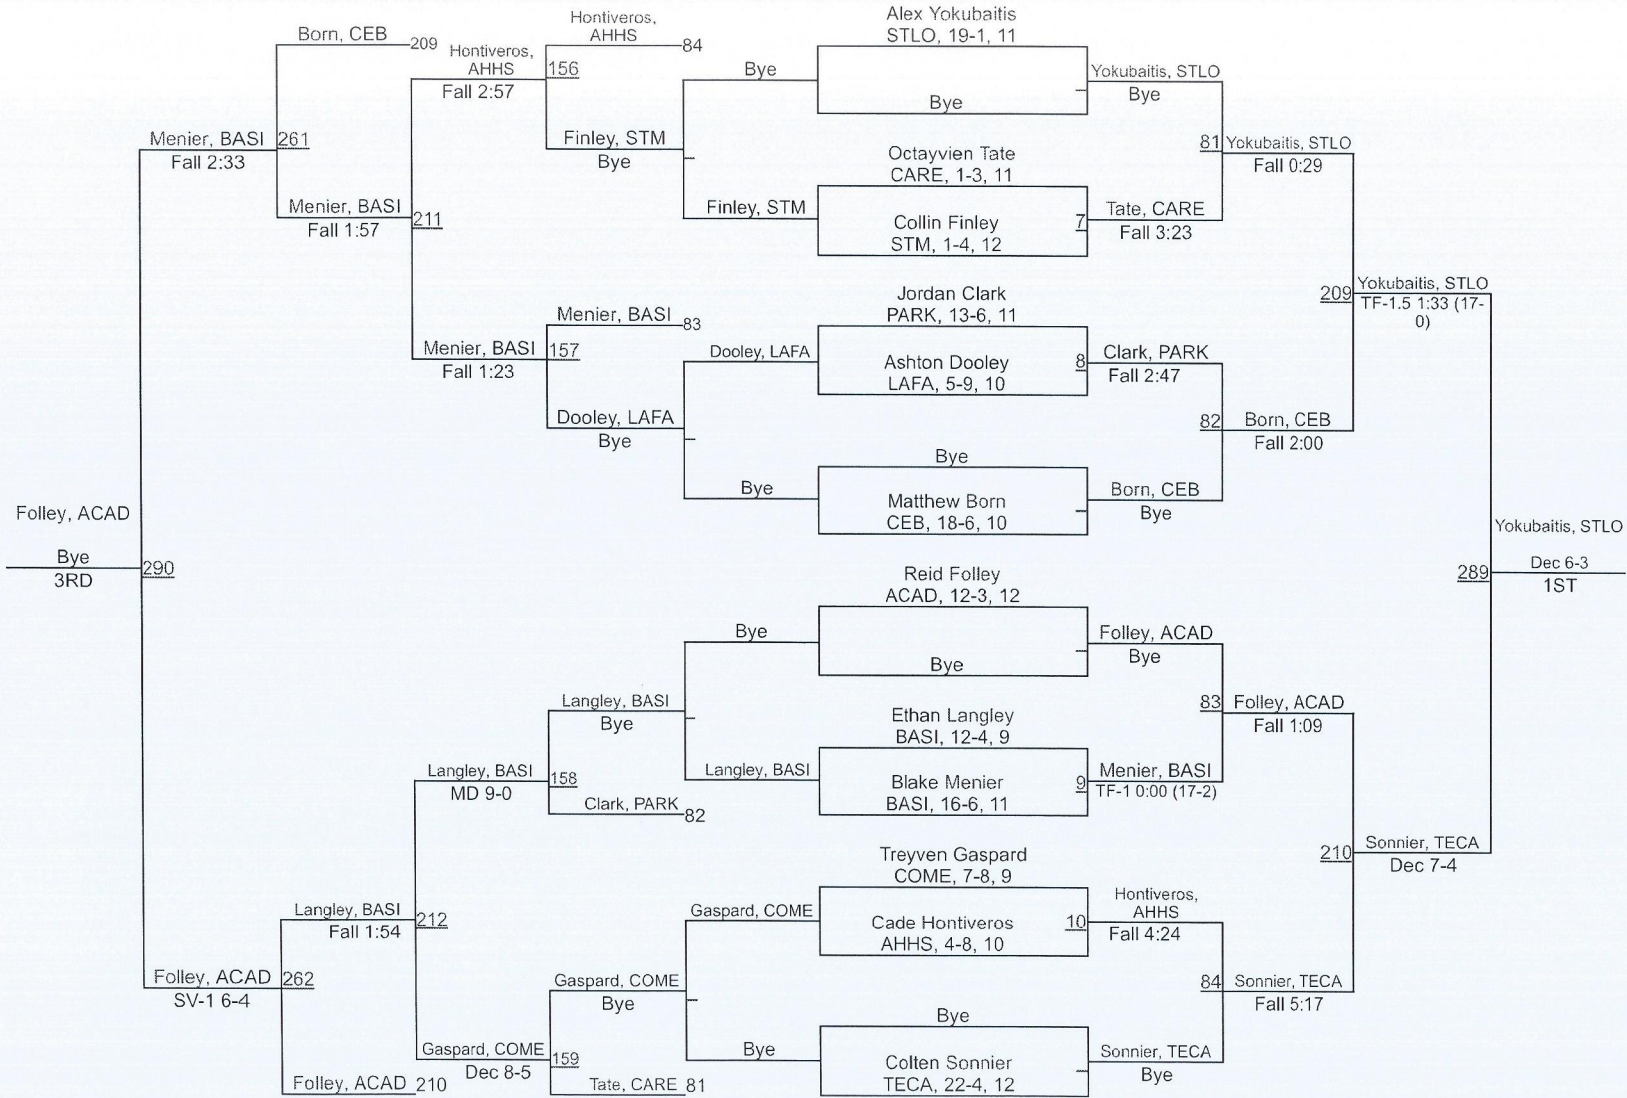 Born, CEB
209
Menier, BASI
261
Fall 2:33
Menier, BASI
Fall 1:57
211
Hontiveros,
AHHS
Fall 2:57
156
Hontiveros,
AHHS
84
Finley, STM
Bye
Bye
Finley, STM
Menier, BASI
Fall 1:23
157
Menier, BASI
83
Dooley, LAFA
Bye
Dooley, LAFA
Bye
Folley, ACAD
Bye
3RD
290
Folley, ACAD
SV-1 6-4
262
Langley, BASI
Fall 1:54
212
Folley, ACAD
210
Langley, BASI
MD 9-0
158
Langley, BASI
Bye
Bye
Langley, BASI
Clark, PARK
82
Gaspard, COME
Dec 8-5
159
Gaspard, COME
Bye
Gaspard, COME
Bye
Tate, CARE
81
Alex Yokubaitis
STLO, 19-1, 11
Bye
Octayvien Tate
CARE, 1-3, 11
Collin Finley
STM, 1-4, 12
7
Jordan Clark
PARK, 13-6, 11
Ashton Dooley
LAFA, 5-9, 10
8
Bye
Matthew Born
CEB, 18-6, 10
Reid Folley
ACAD, 12-3, 12
Bye
Ethan Langley
BASI, 12-4, 9
Blake Menier
BASI, 16-6, 11
9
Treyven Gaspard
COME, 7-8, 9
Cade Hontiveros
AHHS, 4-8, 10
10
Bye
Colten Sonnier
TECA, 22-4, 12
Yokubaitis, STLO
Bye
Tate, CARE
Fall 3:23
81
Yokubaitis, STLO
Fall 0:29
Clark, PARK
Fall 2:47
Born, CEB
Bye
82
Born, CEB
Fall 2:00
209
Yokubaitis, STLO
TF-1.5 1:33 (17-
0)
Folley, ACAD
Bye
Menier, BASI
TF-1 0:00 (17-2)
83
Folley, ACAD
Fall 1:09
Hontiveros,
AHHS
Fall 4:24
Sonnier, TECA
Bye
84
Sonnier, TECA
Fall 5:17
210
Sonnier, TECA
Dec 7-4
289
Yokubaitis, STLO
Dec 6-3
1ST